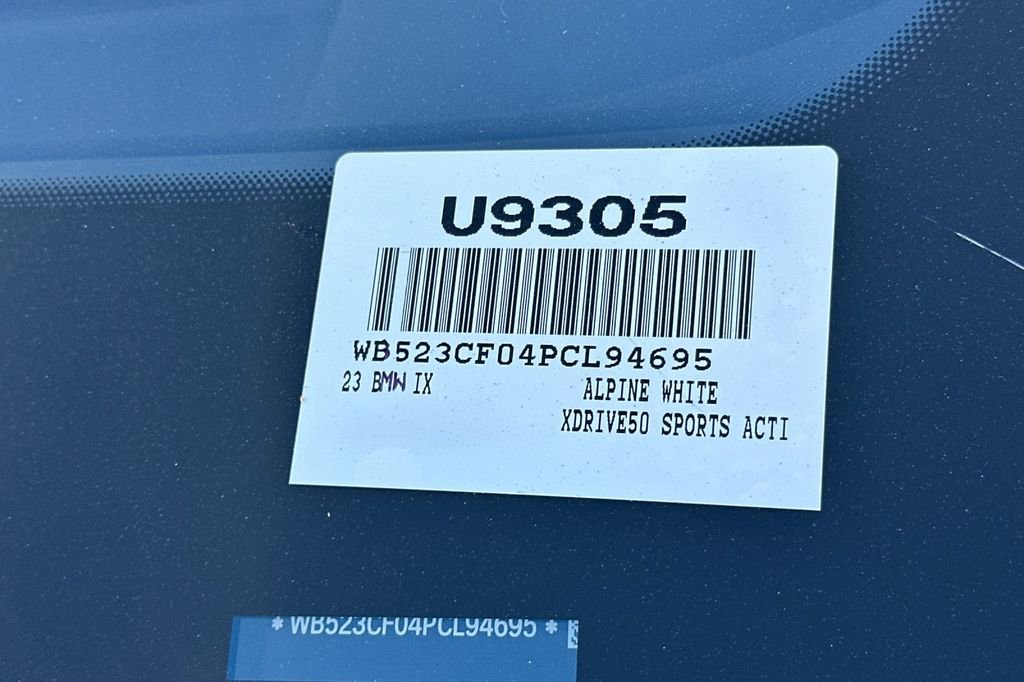 U9305
WB523CF04PCL94695
23 BMW IX
ALPINE WHITE
XDRIVE50 SPORTS ACTI
* WB523CF04PCL94695 *